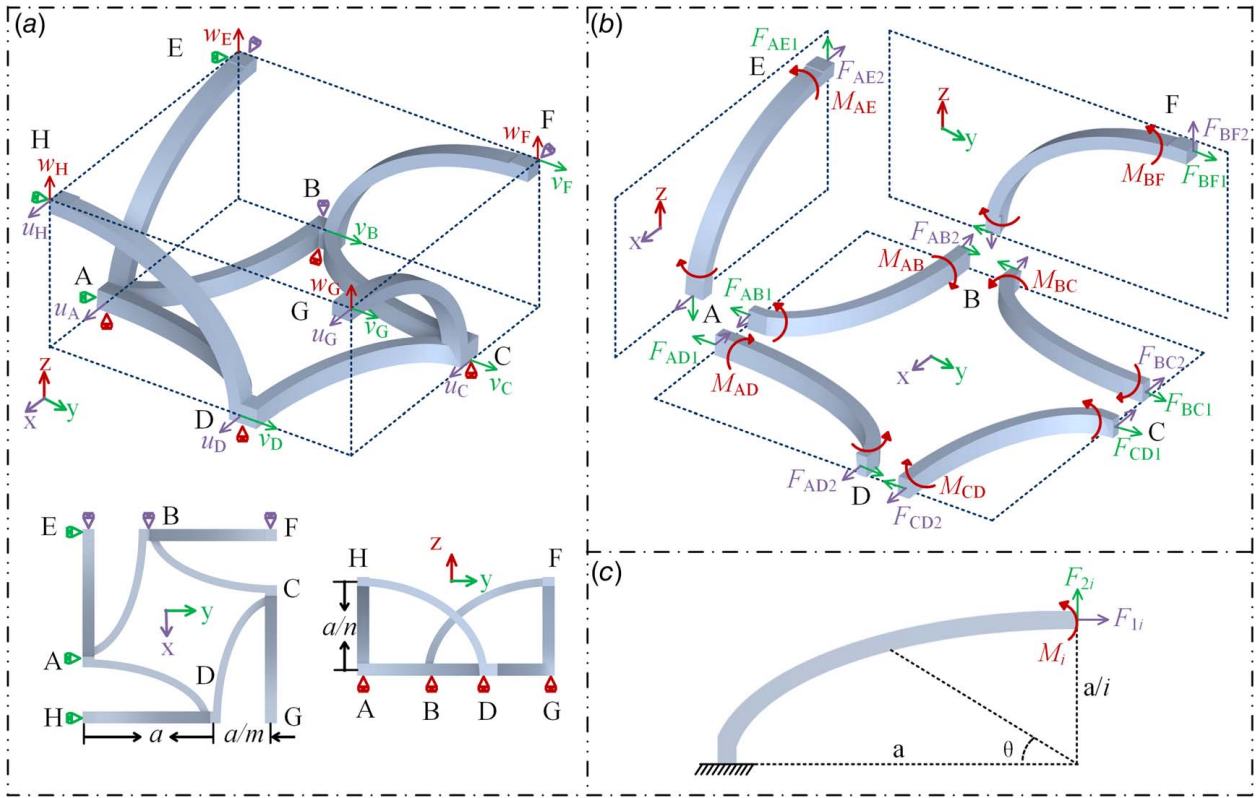 (a)
E
w_E
H
w_H
F
w_F
v_F
B
v_B
u_H
A
u_A
w_G
G
u_G
v_G
C
u_C
v_C
D
u_D
v_D
z
x
y
E
B
F
C
x
y
A
D
H
G
a
a/m
z
y
H
F
a/n
A
B
D
G
(b)
F_AE1
E
F_AE2
M_AE
z
y
F
F_BF2
M_BF
F_BF1
z
x
F_AB2
M_AB
B
M_BC
A
F_AB1
F_AD1
M_AD
x
y
F_BC2
F_BC1
C
F_CD1
F_AD2
D
M_CD
F_CD2
(c)
F_2i
F_1i
M_i
a/i
a
θ